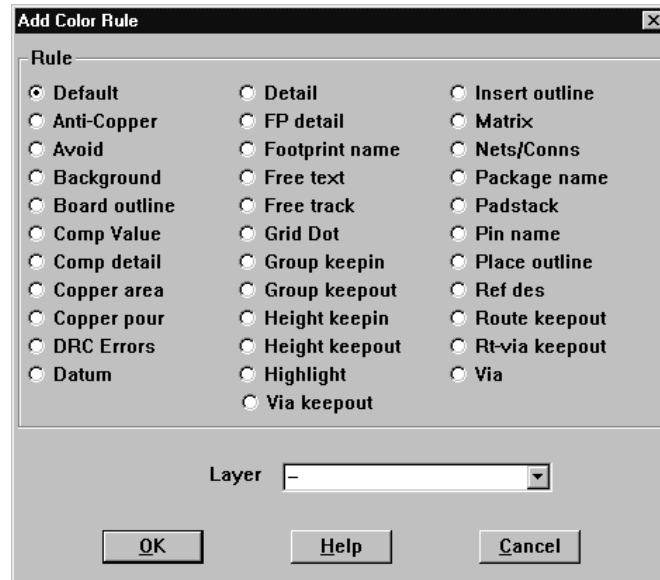 Add Color Rule
Rule
Default Detail Insert outline
Anti-Copper FP detail Matrix
Avoid Footprint name Nets/Conns
Background Free text Package name
Board outline Free track Padstack
Comp Value Grid Dot Pin name
Comp detail Group keepin Place outline
Copper area Group keepout Ref des
Copper pour Height keepin Route keepout
DRC Errors Height keepout Rt-via keepout
Datum Highlight Via
Via keepout
Layer –
OK Help Cancel